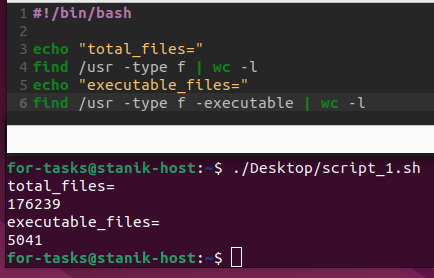 1 #!/bin/bash
2
3 echo "total_files="
4 find /usr -type f | wc -l
5 echo "executable_files="
6 find /usr -type f -executable | wc -l
for-tasks@stanik-host:~$ ./Desktop/script_1.sh
total_files=
176239
executable_files=
5041
for-tasks@stanik-host:~$